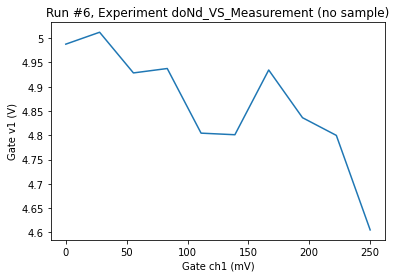 Run #6, Experiment doNd_VS_Measurement (no sample)
5
4.95
4.9
4.85
4.8
4.75
4.7
4.65
4.6
Gate v1 (V)
0 50 100 150 200 250
Gate ch1 (mV)